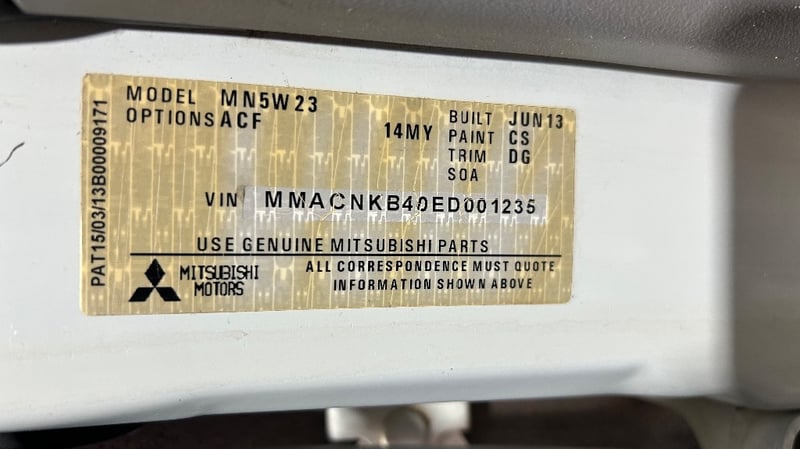 PAT15/03/13B00009171
MODEL MN5W23
OPTIONS ACF
14MY
BUILT JUN13
PAINT CS
TRIM DG
SOA
VIN MMACNKB40ED001235
USE GENUINE MITSUBISHI PARTS
MITSUBISHI
MOTORS
ALL CORRESPONDENCE MUST QUOTE
INFORMATION SHOWN ABOVE